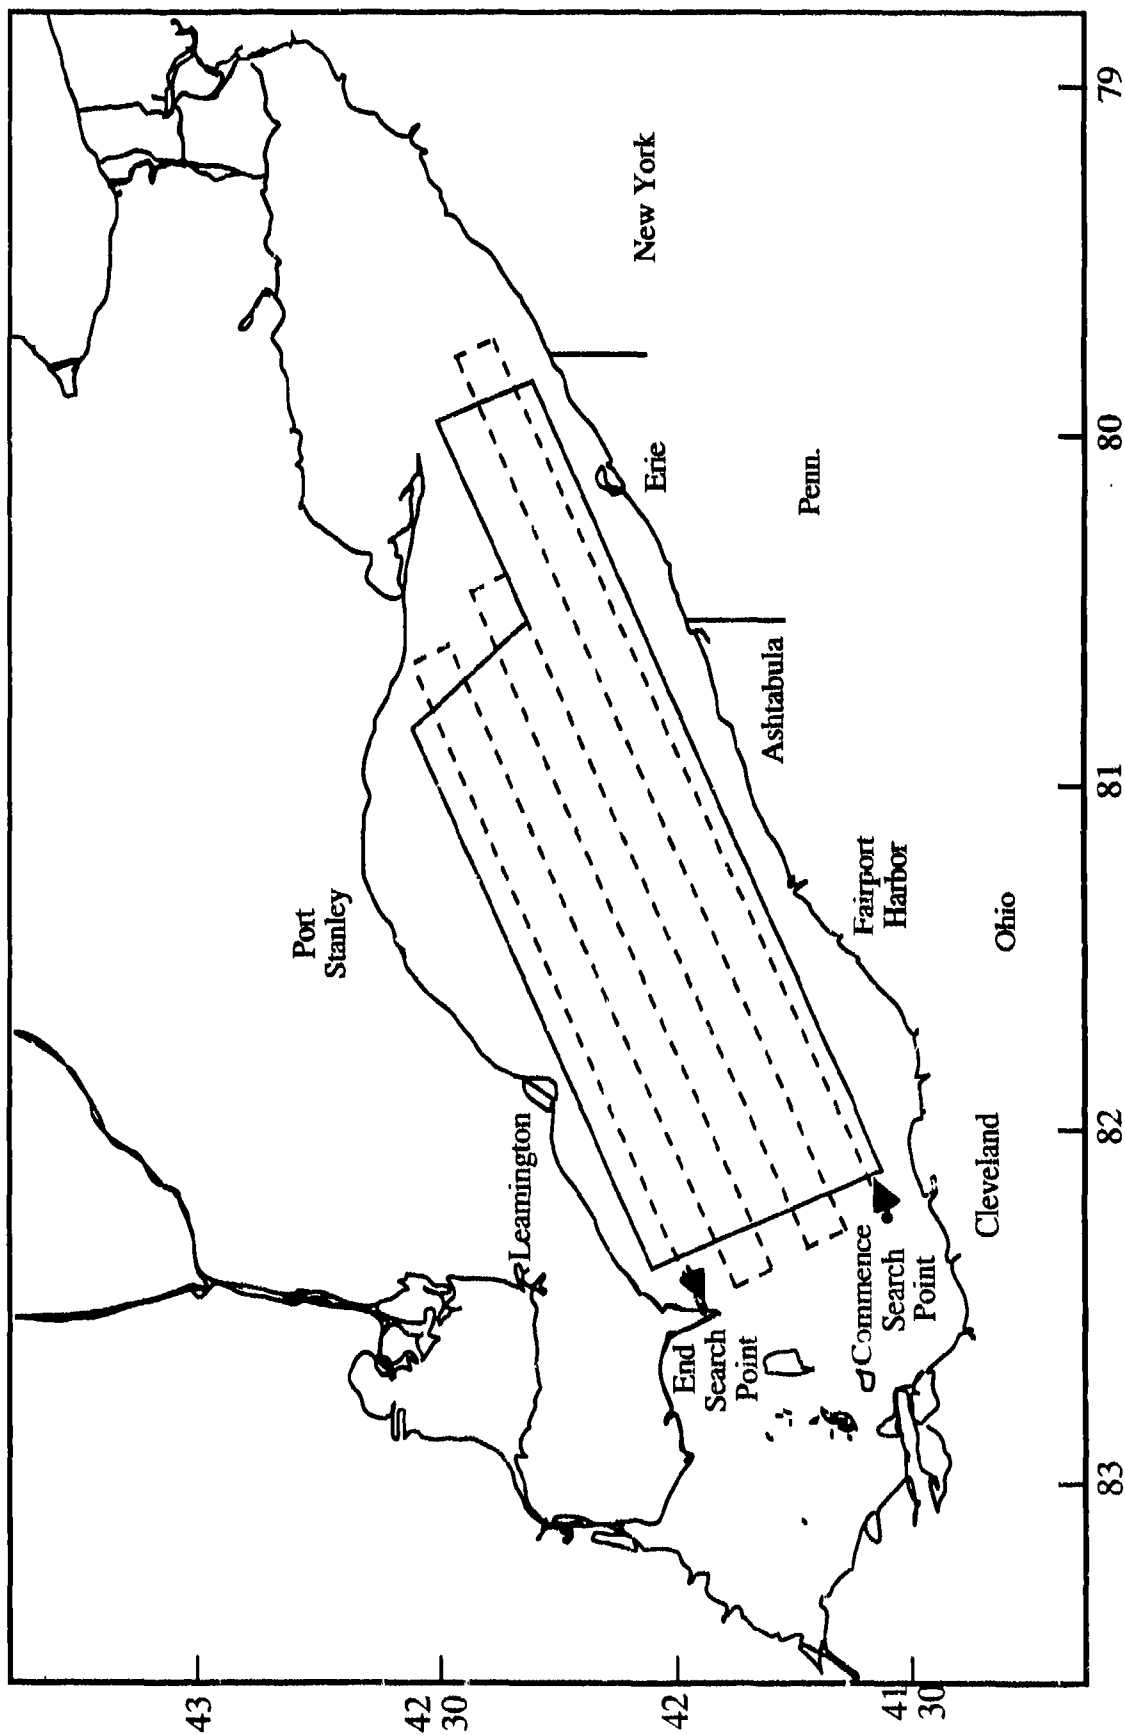 43
42
30
42
41
30
83
82
81
80
79
Port
Stanley
Leamington
End
Search
Point
Commence
Search
Point
Cleveland
Fairport
Harbor
Ohio
Ashtabula
Erie
Penn.
New York